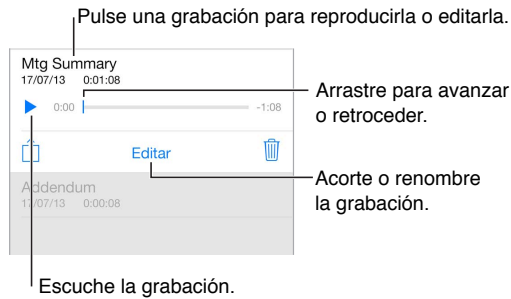 Pulse una grabación para reproducirla o editarla.
Mtg Summary
17/07/13 0:01:08
0:00 -1:08
Arrastre para avanzar
o retroceder.
Editar
Acorte o renombre
la grabación.
Addendum
17/07/13 0:00:08
Escuche la grabación.